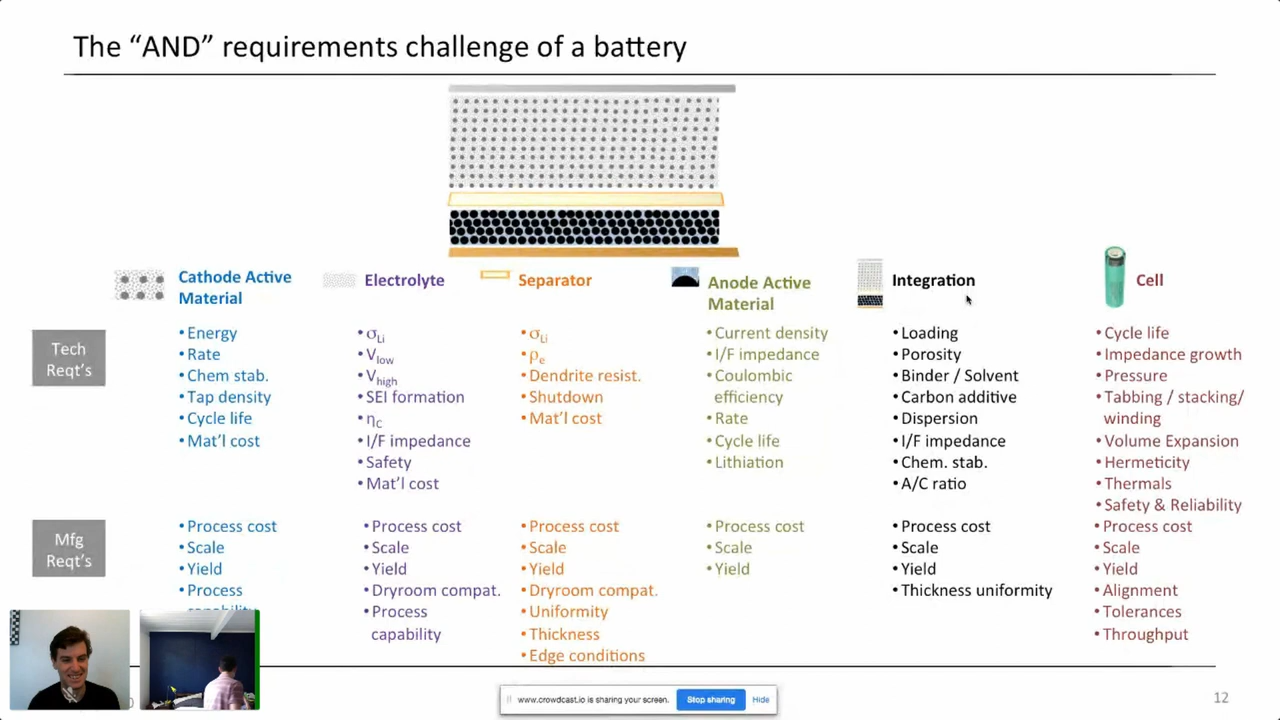 The “AND” requirements challenge of a battery
Cathode Active
Material
Electrolyte
Separator
Anode Active
Material
Integration
Cell
Tech
Reqt's
• Energy
• Rate
• Chem stab.
• Tap density
• Cycle life
• Mat'l cost
• σLi
• Vlow
• Vhigh
• SEI formation
• ηC
• I/F impedance
• Safety
• Mat'l cost
• σLi
• ρe
• Dendrite resist.
• Shutdown
• Mat'l cost
• Current density
• I/F impedance
• Coulombic
efficiency
• Rate
• Cycle life
• Lithiation
• Loading
• Porosity
• Binder / Solvent
• Carbon additive
• Dispersion
• I/F impedance
• Chem. stab.
• A/C ratio
• Cycle life
• Impedance growth
• Pressure
• Tabbing / stacking/
winding
• Volume Expansion
• Hermeticity
• Thermals
• Safety & Reliability
Mfg
Reqt's
• Process cost
• Scale
• Yield
• Process
• Process cost
• Scale
• Yield
• Dryroom compat.
• Process
capability
• Process cost
• Scale
• Yield
• Dryroom compat.
• Uniformity
• Thickness
• Edge conditions
• Process cost
• Scale
• Yield
• Process cost
• Scale
• Yield
• Thickness uniformity
• Process cost
• Scale
• Yield
• Alignment
• Tolerances
• Throughput
www.crowdcast.io is sharing your screen.
Stop sharing
Hide
12